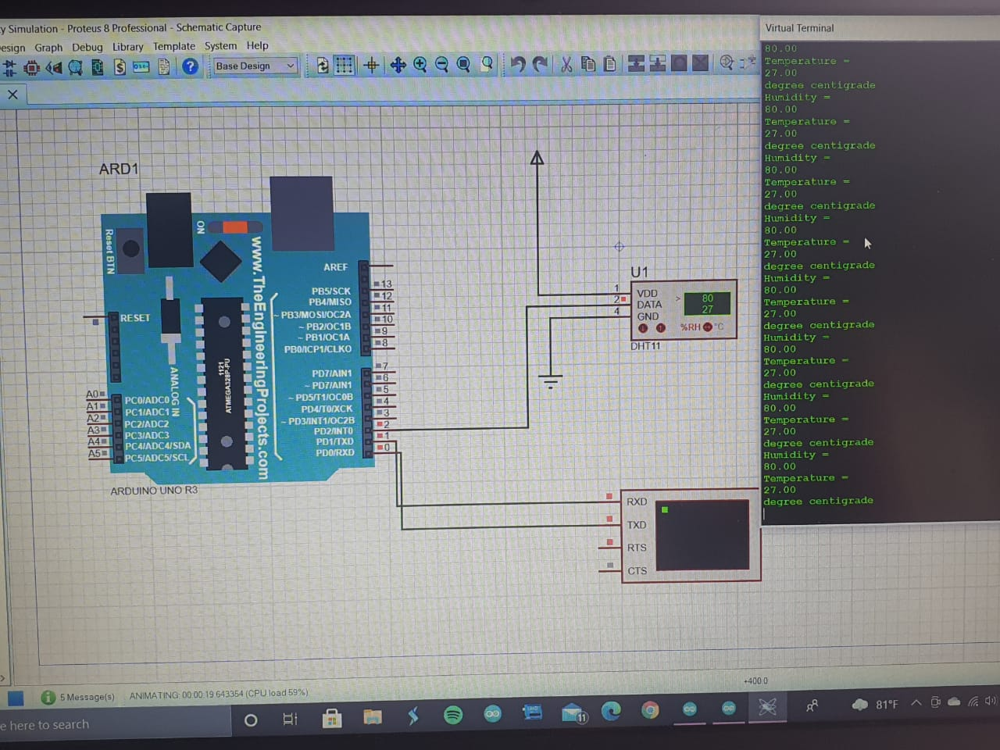 ty Simulation - Proteus 8 Professional - Schematic Capture
esign Graph Debug Library Template System Help
Base Design
Virtual Terminal
80.00
Temperature =
27.00
degree centigrade
Humidity =
80.00
Temperature =
27.00
degree centigrade
Humidity =
80.00
Temperature =
27.00
degree centigrade
Humidity =
80.00
Temperature =
27.00
degree centigrade
Humidity =
80.00
Temperature =
27.00
degree centigrade
Humidity =
80.00
Temperature =
27.00
degree centigrade
Humidity =
80.00
Temperature =
27.00
degree centigrade
Humidity =
80.00
Temperature =
27.00
degree centigrade
ARD1
Reset BTN
ON
www.TheEngineeringProjects.com
1121
ATMEGA328P-PU
ANALOG IN
RESET
AREF
PB5/SCK 13
PB4/MISO 12
~ PB3/MOSI/OC2A 11
~ PB2/OC1B 10
~ PB1/OC1A 9
PB0/ICP1/CLKO 8
PD7/AIN1 7
~ PD7/AIN1 6
~ PD5/T1/OC0B 5
PD4/T0/XCK 4
~ PD3/INT1/OC2B 3
PD2/INT0 2
PD1/TXD 1
PD0/RXD 0
A0 PC0/ADC0
A1 PC1/ADC1
A2 PC2/ADC2
A3 PC3/ADC3
A4 PC4/ADC4/SDA
A5 PC5/ADC5/SCL
ARDUINO UNO R3
U1
1 VDD
2 DATA
4 GND
> 80
27
%RH °C
DHT11
RXD
TXD
RTS
CTS
+400.0
5 Message(s) ANIMATING: 00:00:19.643354 (CPU load 59%)
e here to search
11
81°F